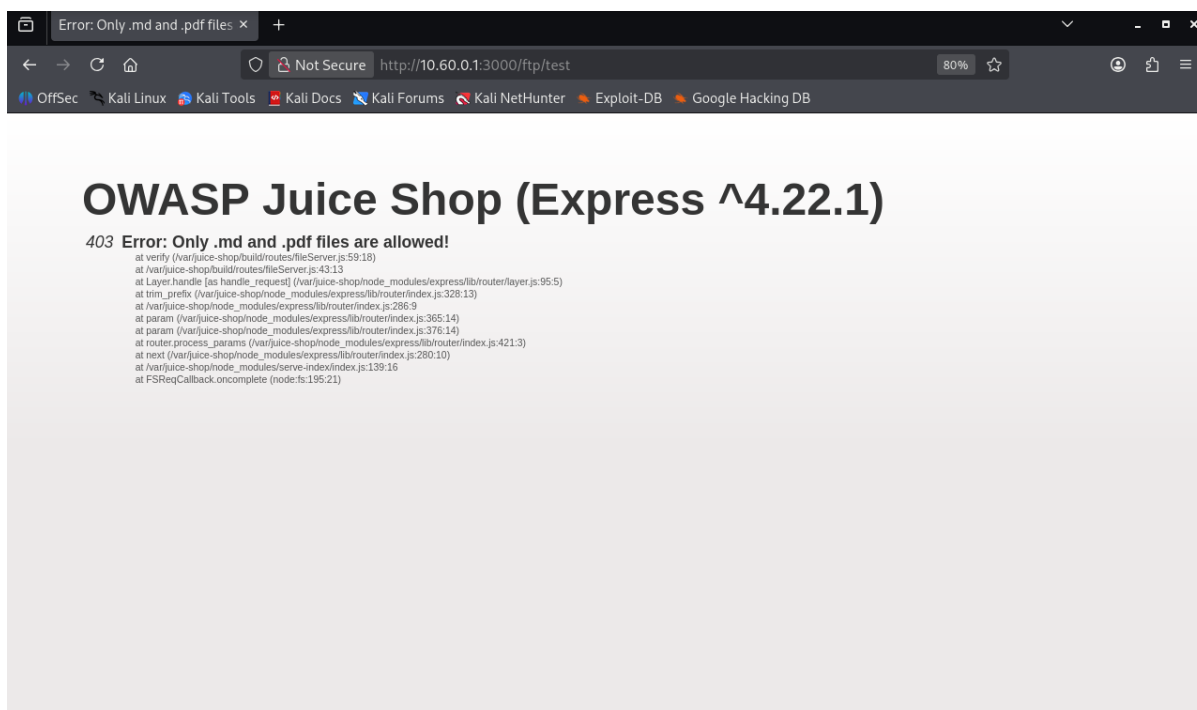 Error: Only .md and .pdf files
Not Secure http://10.60.0.1:3000/ftp/test 80%
OffSec Kali Linux Kali Tools Kali Docs Kali Forums Kali NetHunter Exploit-DB Google Hacking DB
OWASP Juice Shop (Express ^4.22.1)
403 Error: Only .md and .pdf files are allowed!
at verify (/var/juice-shop/build/routes/fileServer.js:59:18)
at /var/juice-shop/build/routes/fileServer.js:43:13
at Layer.handle [as handle_request] (/var/juice-shop/node_modules/express/lib/router/layer.js:95:5)
at trim_prefix (/var/juice-shop/node_modules/express/lib/router/index.js:328:13)
at /var/juice-shop/node_modules/express/lib/router/index.js:286:9
at param (/var/juice-shop/node_modules/express/lib/router/index.js:365:14)
at param (/var/juice-shop/node_modules/express/lib/router/index.js:376:14)
at router.process_params (/var/juice-shop/node_modules/express/lib/router/index.js:421:3)
at next (/var/juice-shop/node_modules/express/lib/router/index.js:280:10)
at /var/juice-shop/node_modules/serve-index/index.js:139:16
at FSReqCallback.oncomplete (node:fs:195:21)